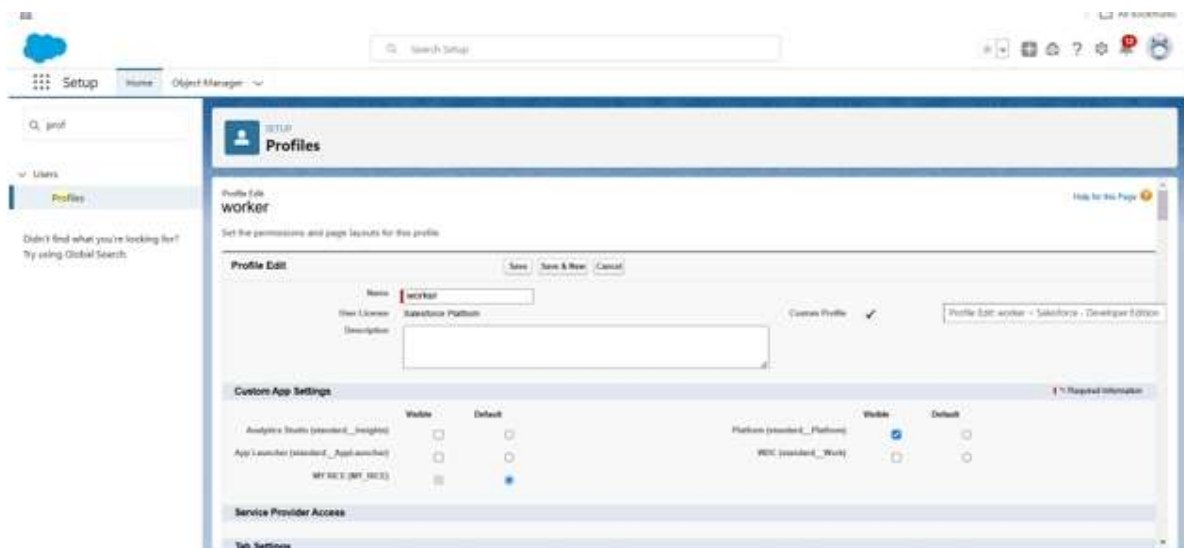 All Bookmarks
Search Setup
Setup
Home
Object Manager
prof
SETUP
Profiles
Users
Profiles
Didn't find what you're looking for?
Try using Global Search.
Profile Edit
worker
Help for this Page
Set the permissions and page layouts for this profile.
Profile Edit
Save
Save & New
Cancel
Name
worker
User License
Salesforce Platform
Custom Profile
Profile Edit: worker ~ Salesforce - Developer Edition
Description
Custom App Settings
= Required Information
Visible
Default
Visible
Default
Analytics Studio (standard__Insights)
Platform (standard__Platform)
App Launcher (standard__AppLauncher)
WDC (standard__Work)
MY RICE (MY_RICE)
Service Provider Access
Tab Settings